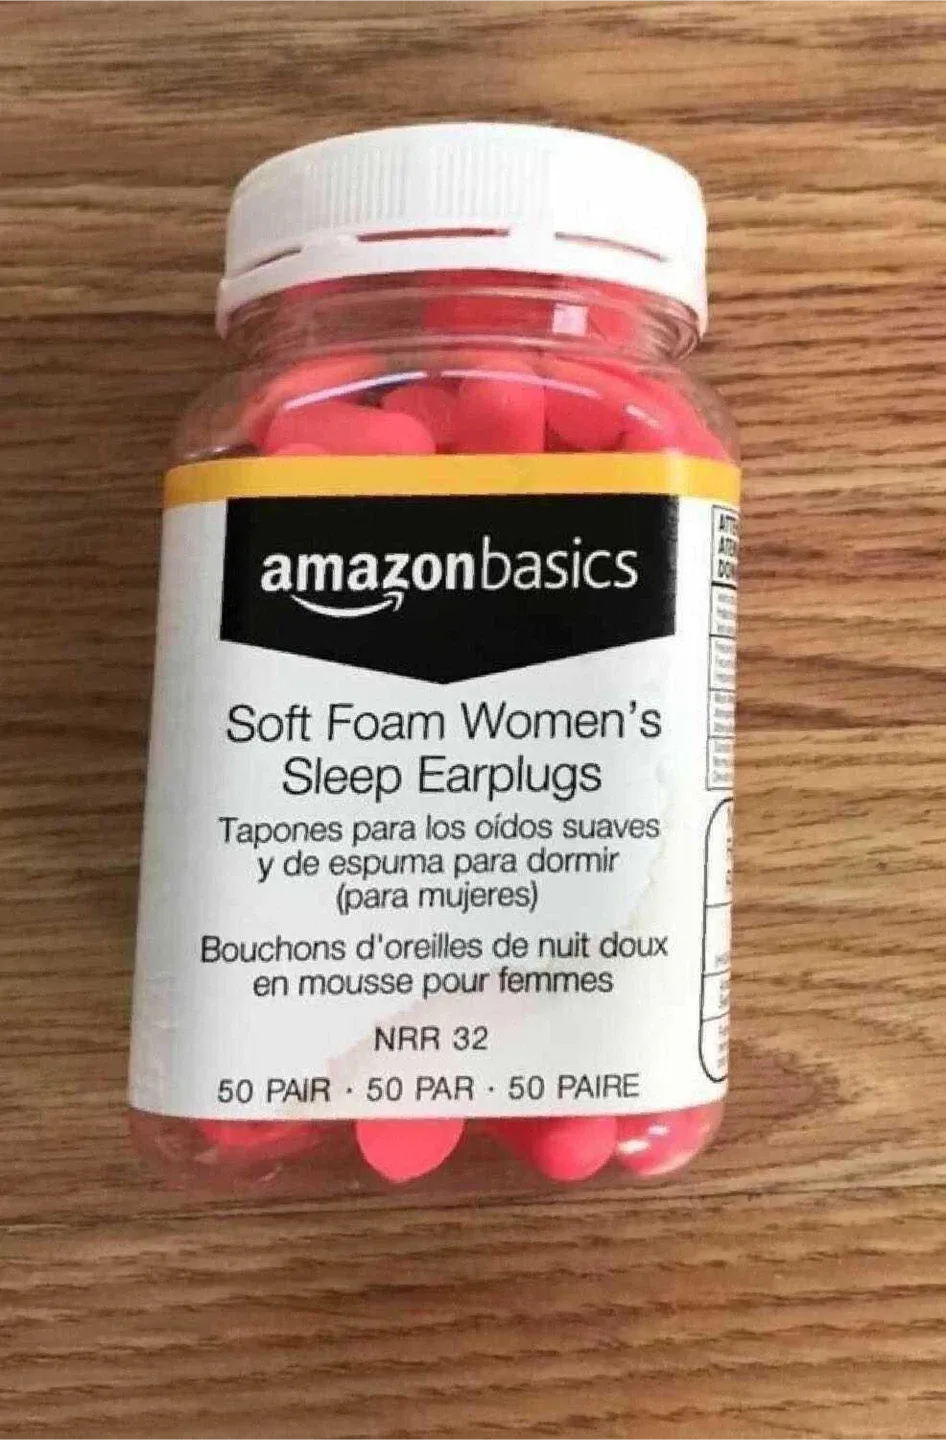 amazonbasics
Soft Foam Women's
Sleep Earplugs
Tapones para los oídos suaves
y de espuma para dormir
(para mujeres)
Bouchons d'oreilles de nuit doux
en mousse pour femmes
NRR 32
50 PAIR · 50 PAR · 50 PAIRE